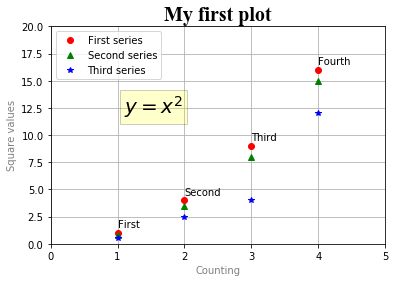 My first plot
First series
Second series
Third series
y = x²
First
Second
Third
Fourth
20.0
17.5
15.0
12.5
10.0
7.5
5.0
2.5
0.0
Square values
0 1 2 3 4 5
Counting